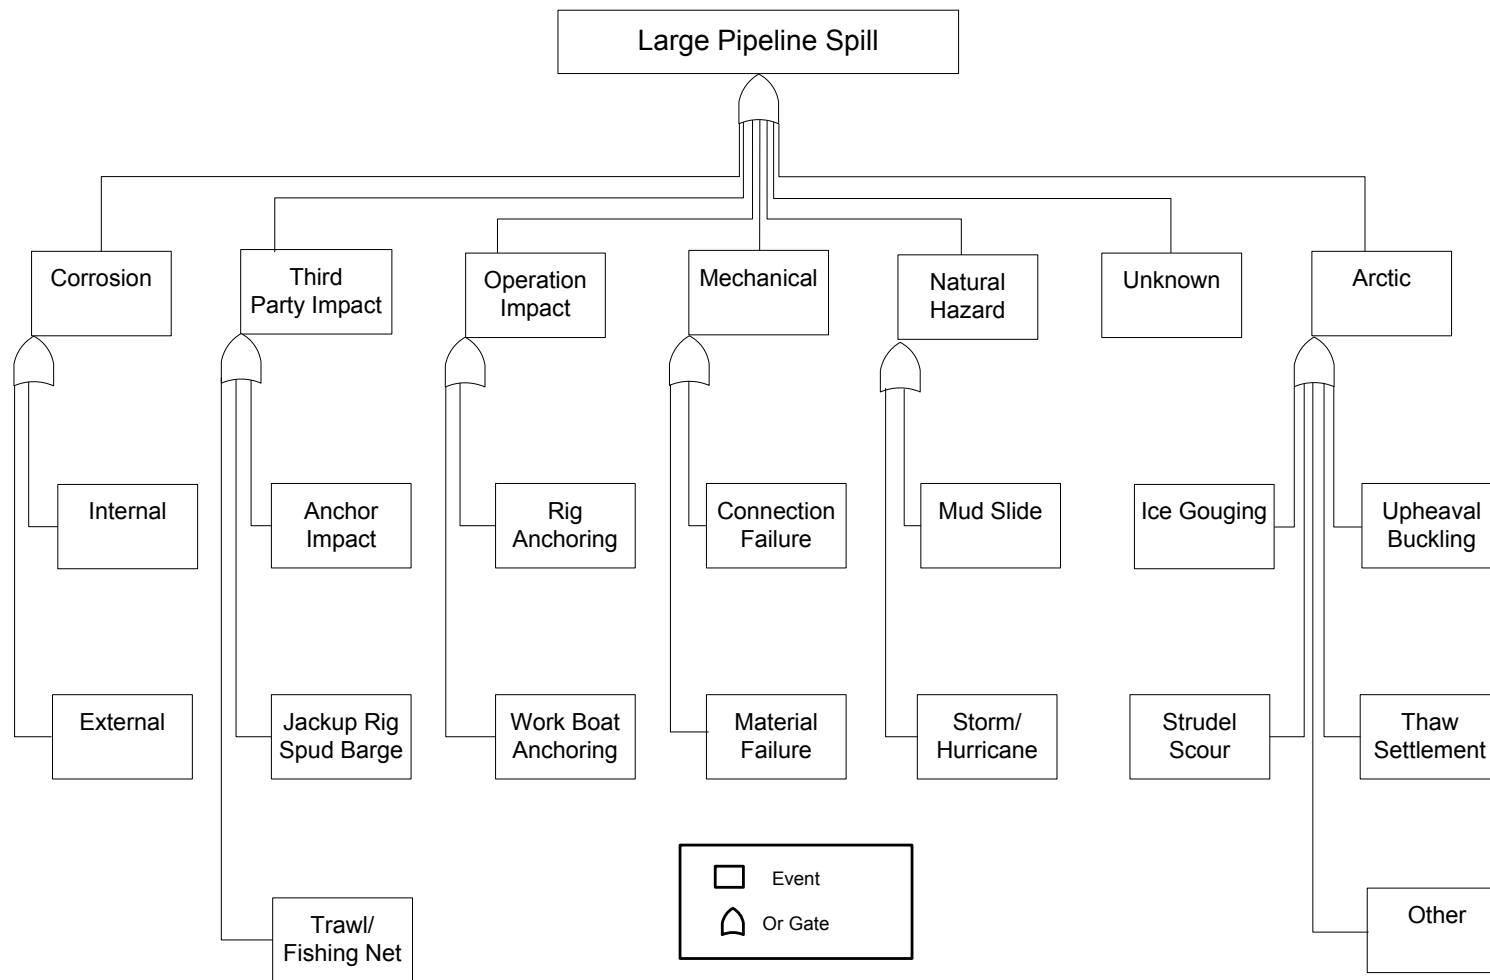 Large Pipeline Spill
Corrosion
Third
Party Impact
Operation
Impact
Mechanical
Natural
Hazard
Unknown
Arctic
Internal
Anchor
Impact
Rig
Anchoring
Connection
Failure
Mud Slide
Ice Gouging
Upheaval
Buckling
External
Jackup Rig
Spud Barge
Work Boat
Anchoring
Material
Failure
Storm/
Hurricane
Strudel
Scour
Thaw
Settlement
Trawl/
Fishing Net
Event
Or Gate
Other